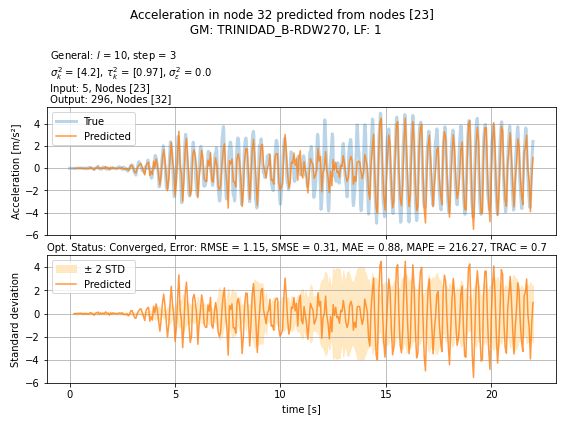 Acceleration in node 32 predicted from nodes [23]
GM: TRINIDAD_B-RDW270, LF: 1
General: l = 10, step = 3
σ²ₖ = [4.2], τ²ₖ = [0.97], σ²ε = 0.0
Input: 5, Nodes [23]
Output: 296, Nodes [32]
True
Predicted
Acceleration [m/s²]
4
2
0
−2
−4
−6
Opt. Status: Converged, Error: RMSE = 1.15, SMSE = 0.31, MAE = 0.88, MAPE = 216.27, TRAC = 0.7
± 2 STD
Predicted
Standard deviation
4
2
0
−2
−4
−6
0
5
10
15
20
time [s]